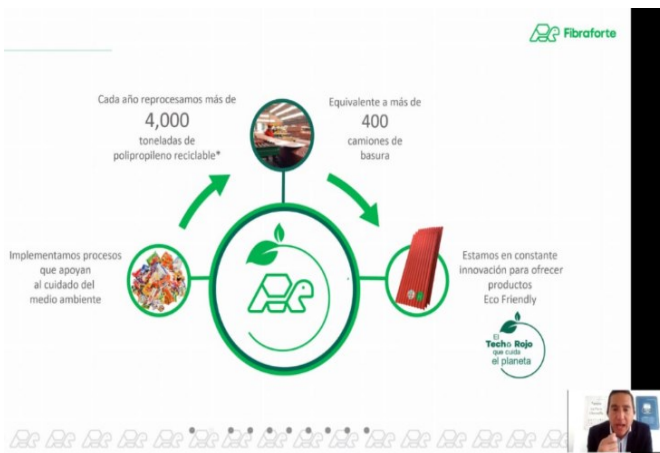 Fibraforte
Cada año reprocesamos más de
4,000
toneladas de
polipropileno reciclable*
Equivalente a más de
400
camiones de
basura
Implementamos procesos
que apoyan
al cuidado del
medio ambiente
Estamos en constante
innovación para ofrecer
productos
Eco Friendly
El
Techo Rojo
que cuida
el planeta